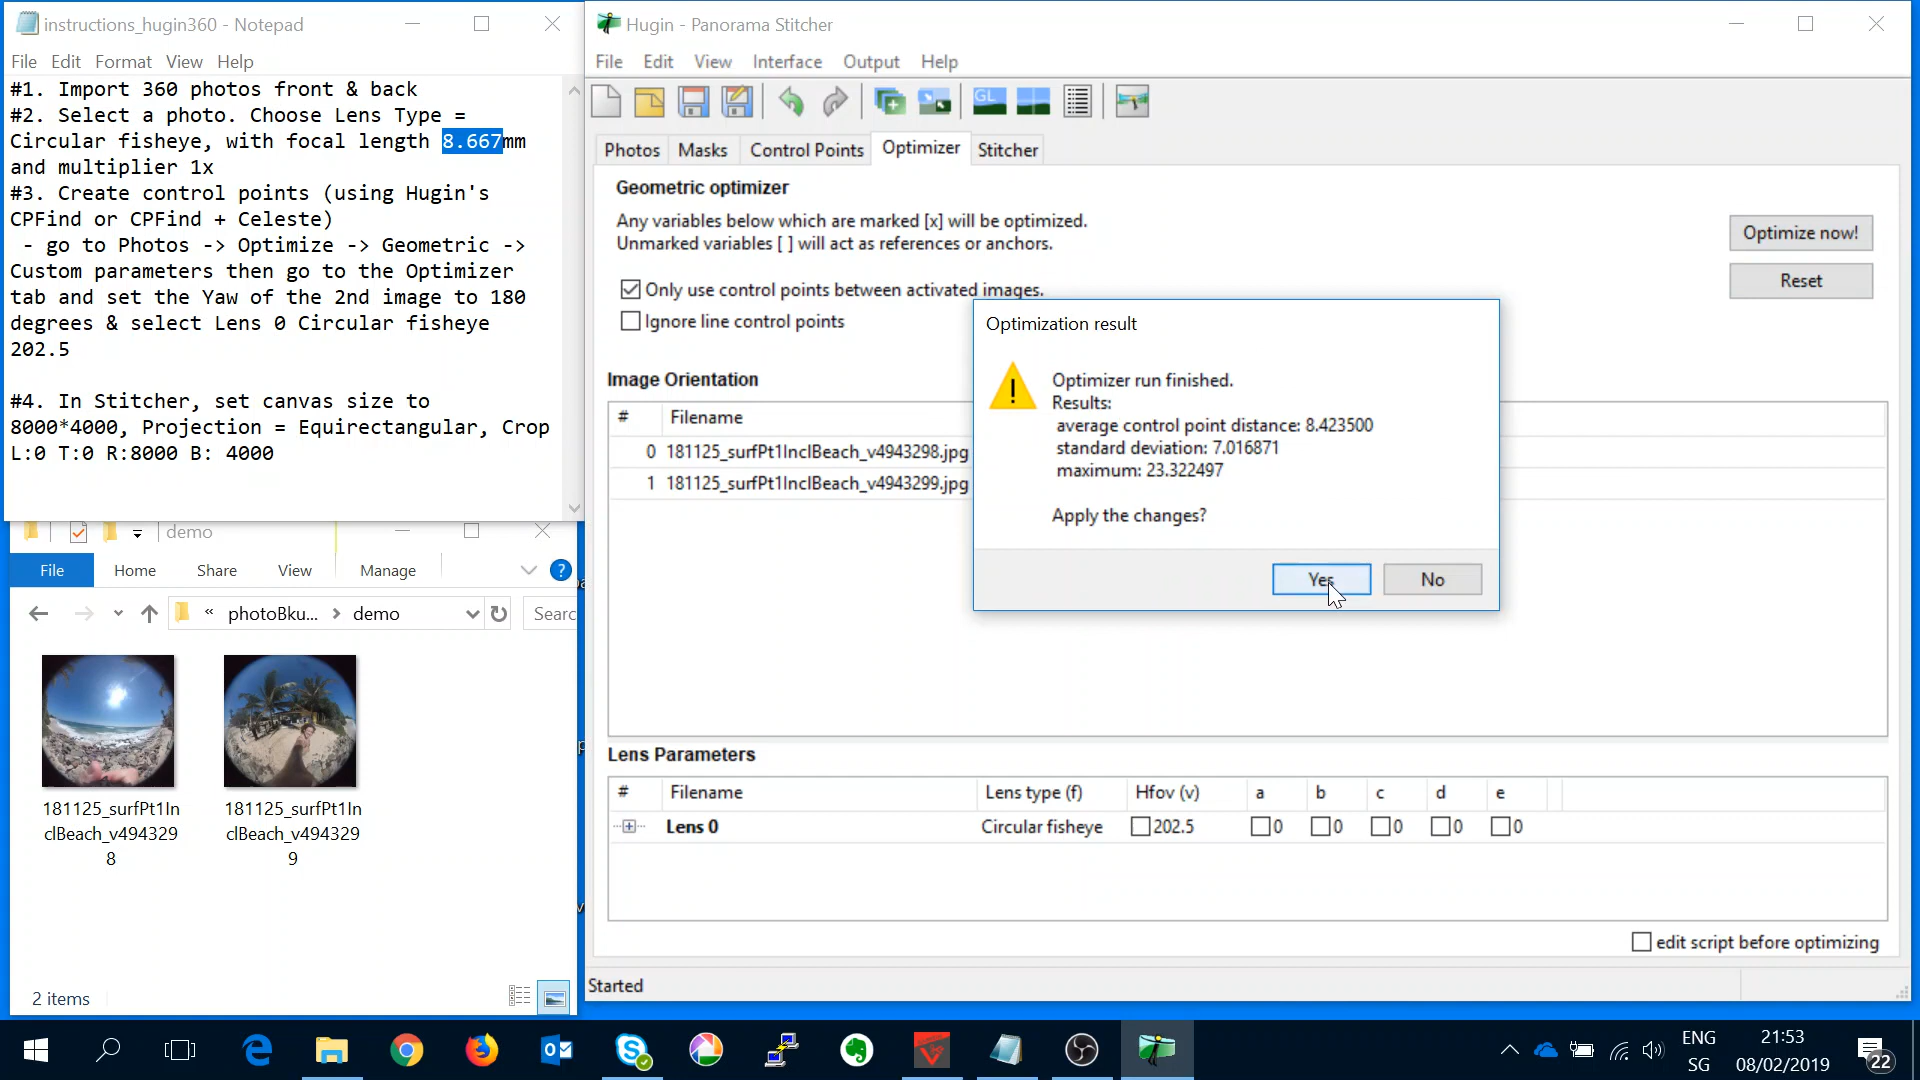 instructions_hugin360 - Notepad
File Edit Format View Help
#1. Import 360 photos front & back
#2. Select a photo. Choose Lens Type =
Circular fisheye, with focal length 8.667mm
and multiplier 1x
#3. Create control points (using Hugin's
CPFind or CPFind + Celeste)
- go to Photos -> Optimize -> Geometric ->
Custom parameters then go to the Optimizer
tab and set the Yaw of the 2nd image to 180
degrees & select Lens 0 Circular fisheye
202.5
#4. In Stitcher, set canvas size to
8000*4000, Projection = Equirectangular, Crop
L:0 T:0 R:8000 B: 4000
demo
File Home Share View Manage
« photoBku... > demo
Searc
181125_surfPt1In
clBeach_v494329
8
181125_surfPt1In
clBeach_v494329
9
2 items
Hugin - Panorama Stitcher
File Edit View Interface Output Help
GL
Photos Masks Control Points Optimizer Stitcher
Geometric optimizer
Any variables below which are marked [x] will be optimized.
Unmarked variables [ ] will act as references or anchors.
Optimize now!
Reset
Only use control points between activated images.
Ignore line control points
Image Orientation
# Filename
0 181125_surfPt1InclBeach_v4943298.jpg
1 181125_surfPt1InclBeach_v4943299.jpg
Optimization result
Optimizer run finished.
Results:
average control point distance: 8.423500
standard deviation: 7.016871
maximum: 23.322497
Apply the changes?
Yes No
Lens Parameters
# Filename Lens type (f) Hfov (v) a b c d e
Lens 0 Circular fisheye 202.5 0 0 0 0 0
edit script before optimizing
Started
ENG
SG
21:53
08/02/2019
22